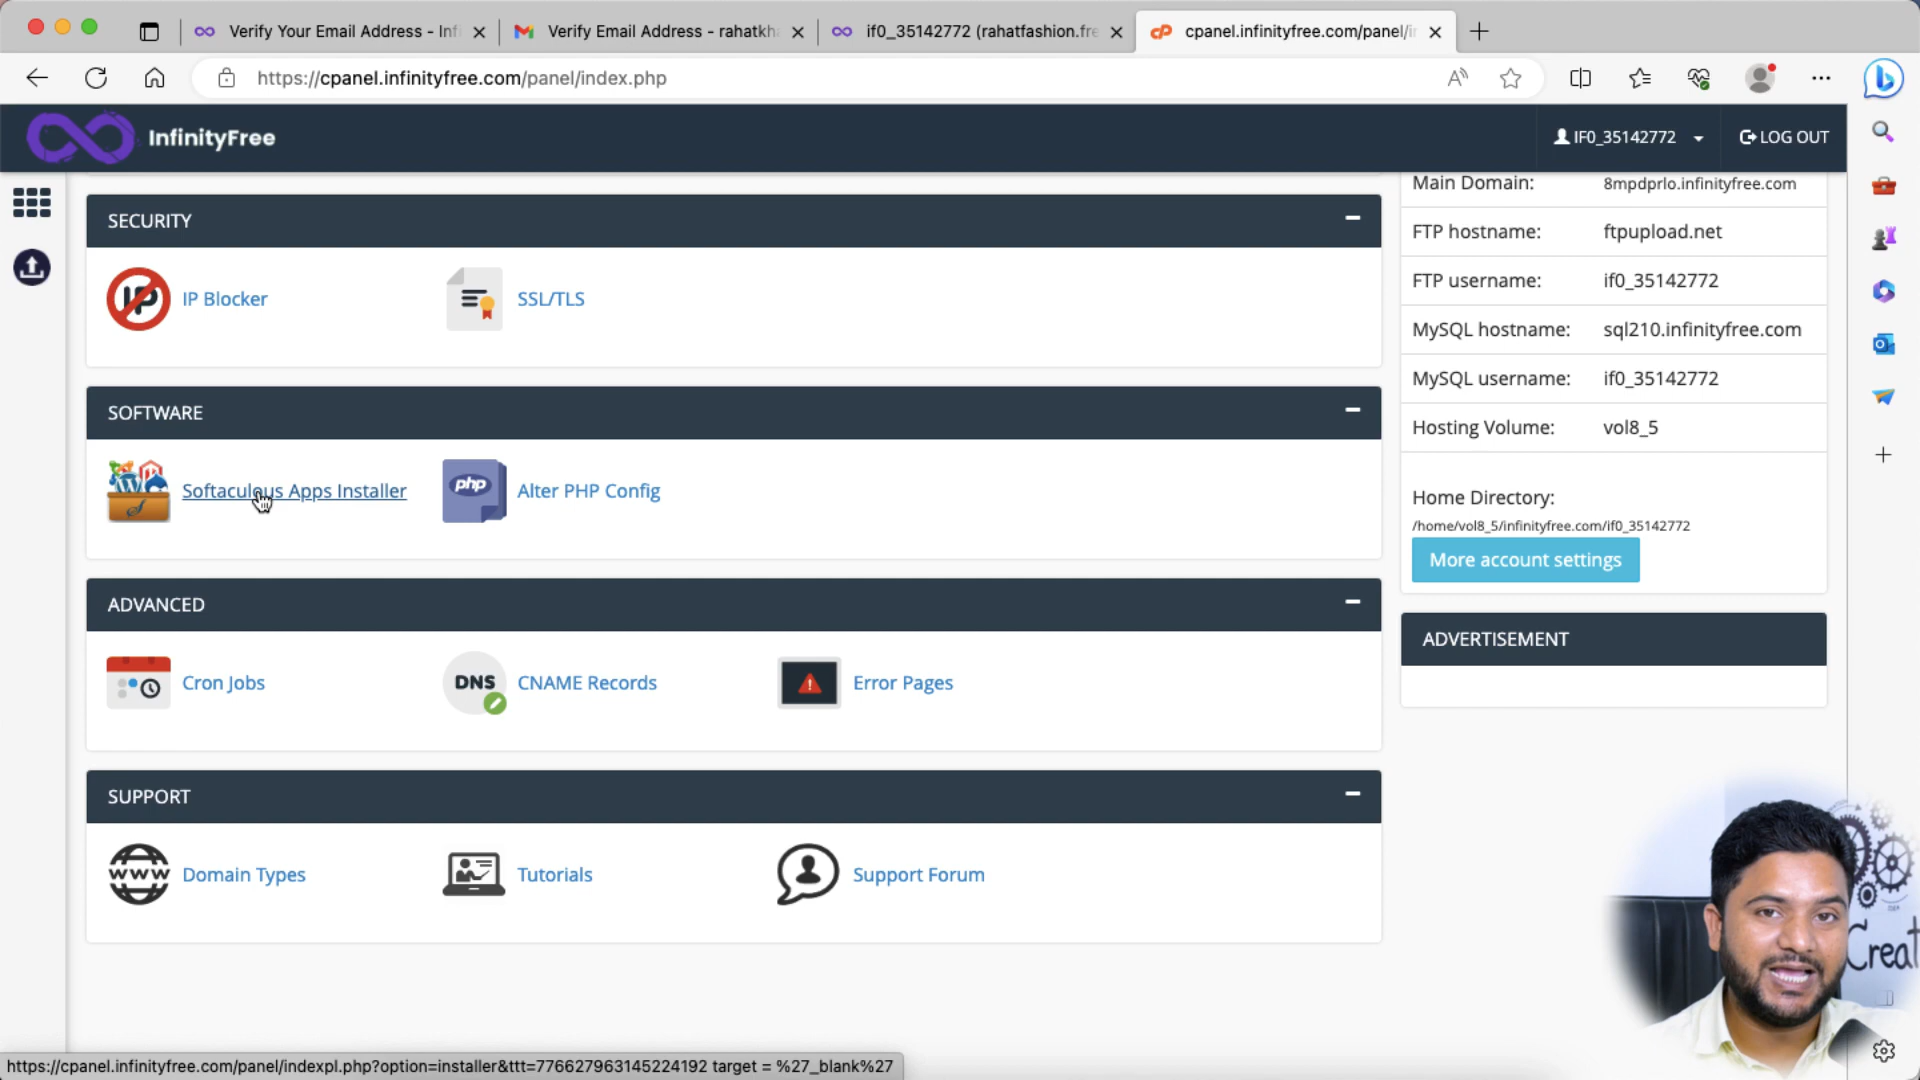 Verify Your Email Address - Inf
Verify Email Address - rahatkh
if0_35142772 (rahatfashion.fre
cpanel.infinityfree.com/panel/i
https://cpanel.infinityfree.com/panel/index.php
InfinityFree
IF0_35142772
LOG OUT
SECURITY
IP Blocker
SSL/TLS
SOFTWARE
Softaculous Apps Installer
php
Alter PHP Config
ADVANCED
Cron Jobs
DNS
CNAME Records
Error Pages
SUPPORT
www
Domain Types
Tutorials
Support Forum
Main Domain: 8mpdprlo.infinityfree.com
FTP hostname: ftpupload.net
FTP username: if0_35142772
MySQL hostname: sql210.infinityfree.com
MySQL username: if0_35142772
Hosting Volume: vol8_5
Home Directory:
/home/vol8_5/infinityfree.com/if0_35142772
More account settings
ADVERTISEMENT
Creat
https://cpanel.infinityfree.com/panel/indexpl.php?option=installer&ttt=776627963145224192 target = %27_blank%27